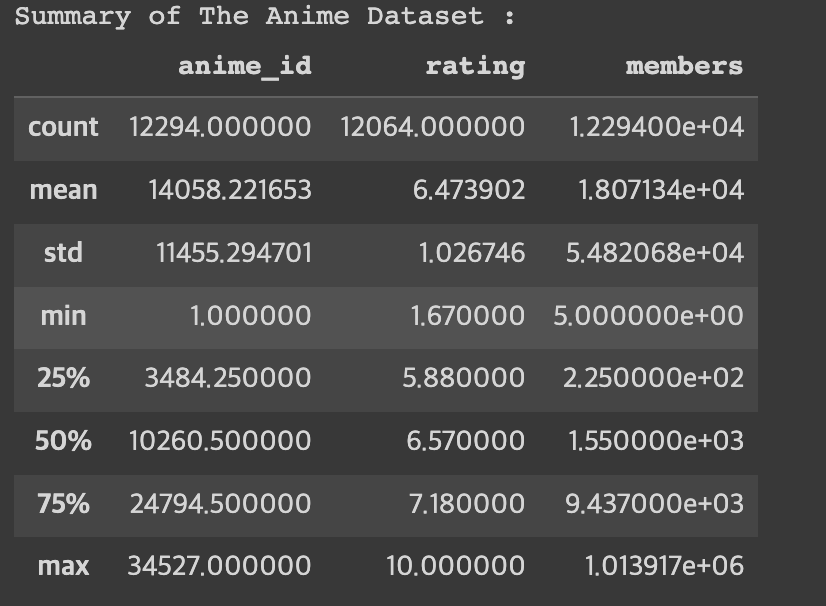 Summary of The Anime Dataset :
anime_id rating members
count 12294.000000 12064.000000 1.229400e+04
mean 14058.221653 6.473902 1.807134e+04
std 11455.294701 1.026746 5.482068e+04
min 1.000000 1.670000 5.000000e+00
25% 3484.250000 5.880000 2.250000e+02
50% 10260.500000 6.570000 1.550000e+03
75% 24794.500000 7.180000 9.437000e+03
max 34527.000000 10.000000 1.013917e+06